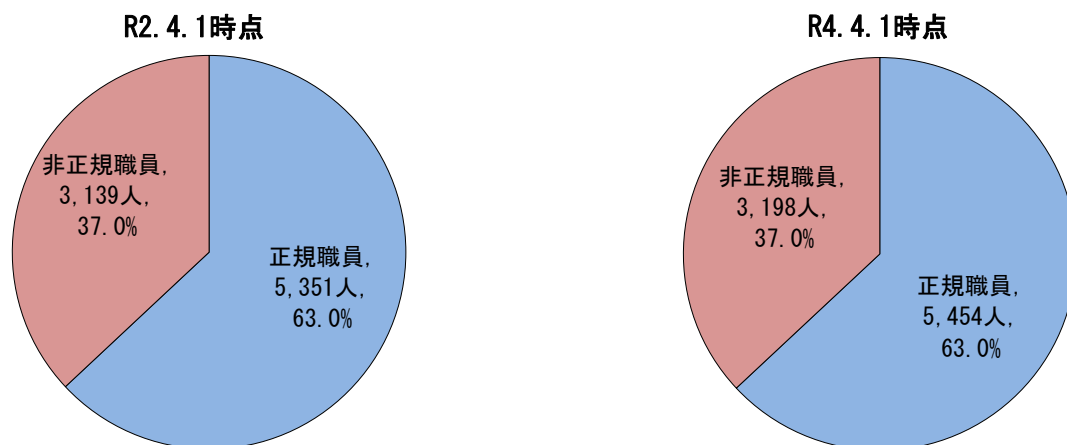 R2.4.1時点
非正規職員,
3,139人,
37.0%
正規職員,
5,351人,
63.0%
R4.4.1時点
非正規職員,
3,198人,
37.0%
正規職員,
5,454人,
63.0%